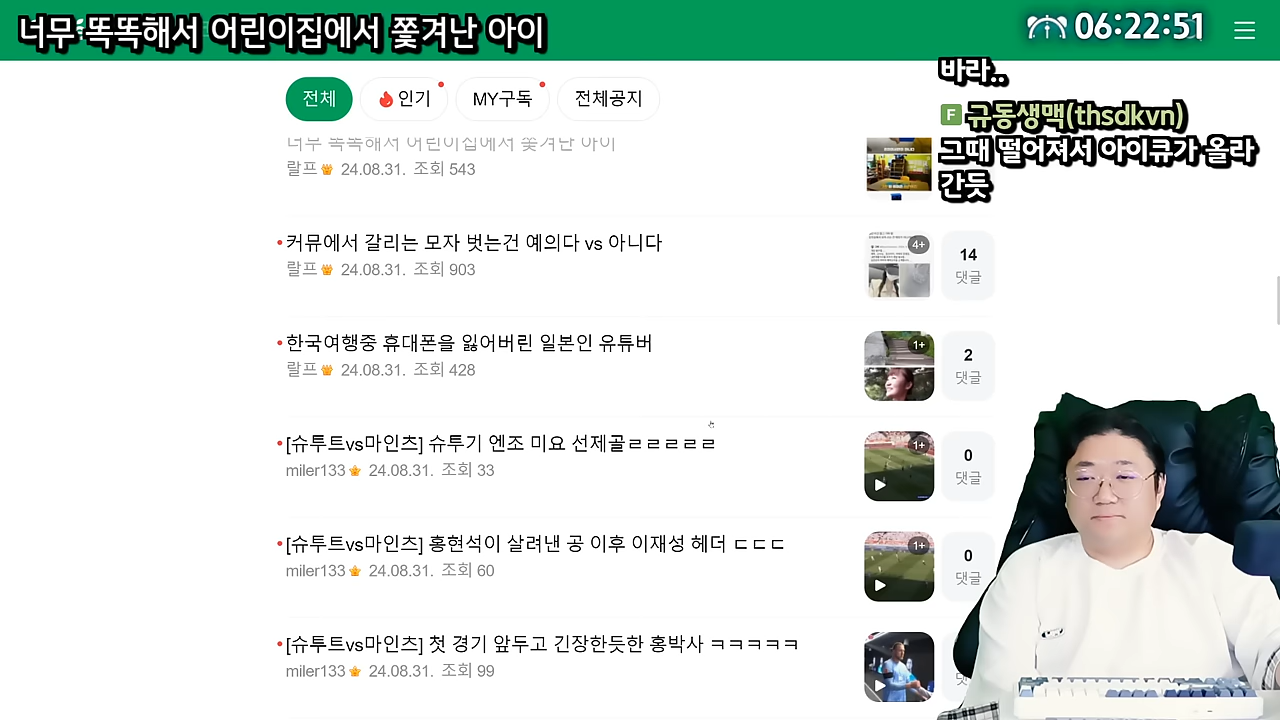 너무 똑똑해서 어린이집에서 쫓겨난 아이
06:22:51
바라..
F 규동생맥(thsdkvn)
그때 떨어져서 아이큐가 올라
간듯
전체
인기
MY구독
전체공지
너무 똑똑해서 어린이집에서 쫓겨난 아이
랄프 24.08.31. 조회 543
커뮤에서 갈리는 모자 벗는건 예의다 vs 아니다
랄프 24.08.31. 조회 903
4+
14
댓글
한국여행중 휴대폰을 잃어버린 일본인 유튜버
랄프 24.08.31. 조회 428
1+
2
댓글
[슈투트vs마인츠] 슈투기 엔조 미요 선제골ㄹㄹㄹㄹㄹ
miler133 24.08.31. 조회 33
1+
0
댓글
[슈투트vs마인츠] 홍현석이 살려낸 공 이후 이재성 헤더 ㄷㄷㄷ
miler133 24.08.31. 조회 60
1+
0
댓글
[슈투트vs마인츠] 첫 경기 앞두고 긴장한듯한 홍박사 ㅋㅋㅋㅋㅋ
miler133 24.08.31. 조회 99